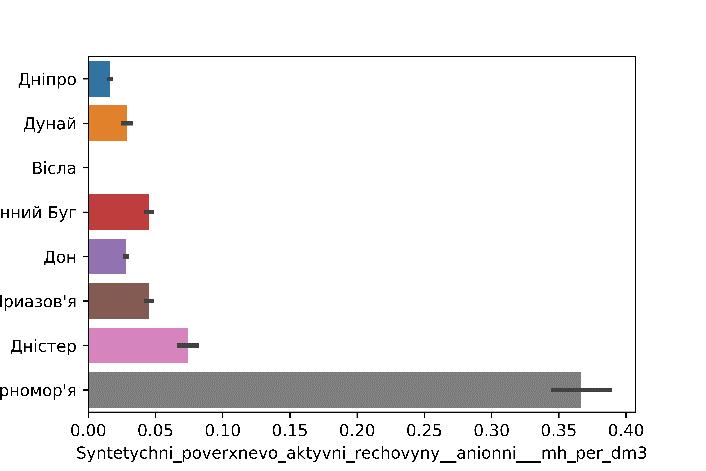 Дніпро
Дунай
Вісла
нний Буг
Дон
риазов'я
Дністер
рномор'я
0.00 0.05 0.10 0.15 0.20 0.25 0.30 0.35 0.40
Syntetychni_poverxnevo_aktyvni_rechovyny__anionni___mh_per_dm3